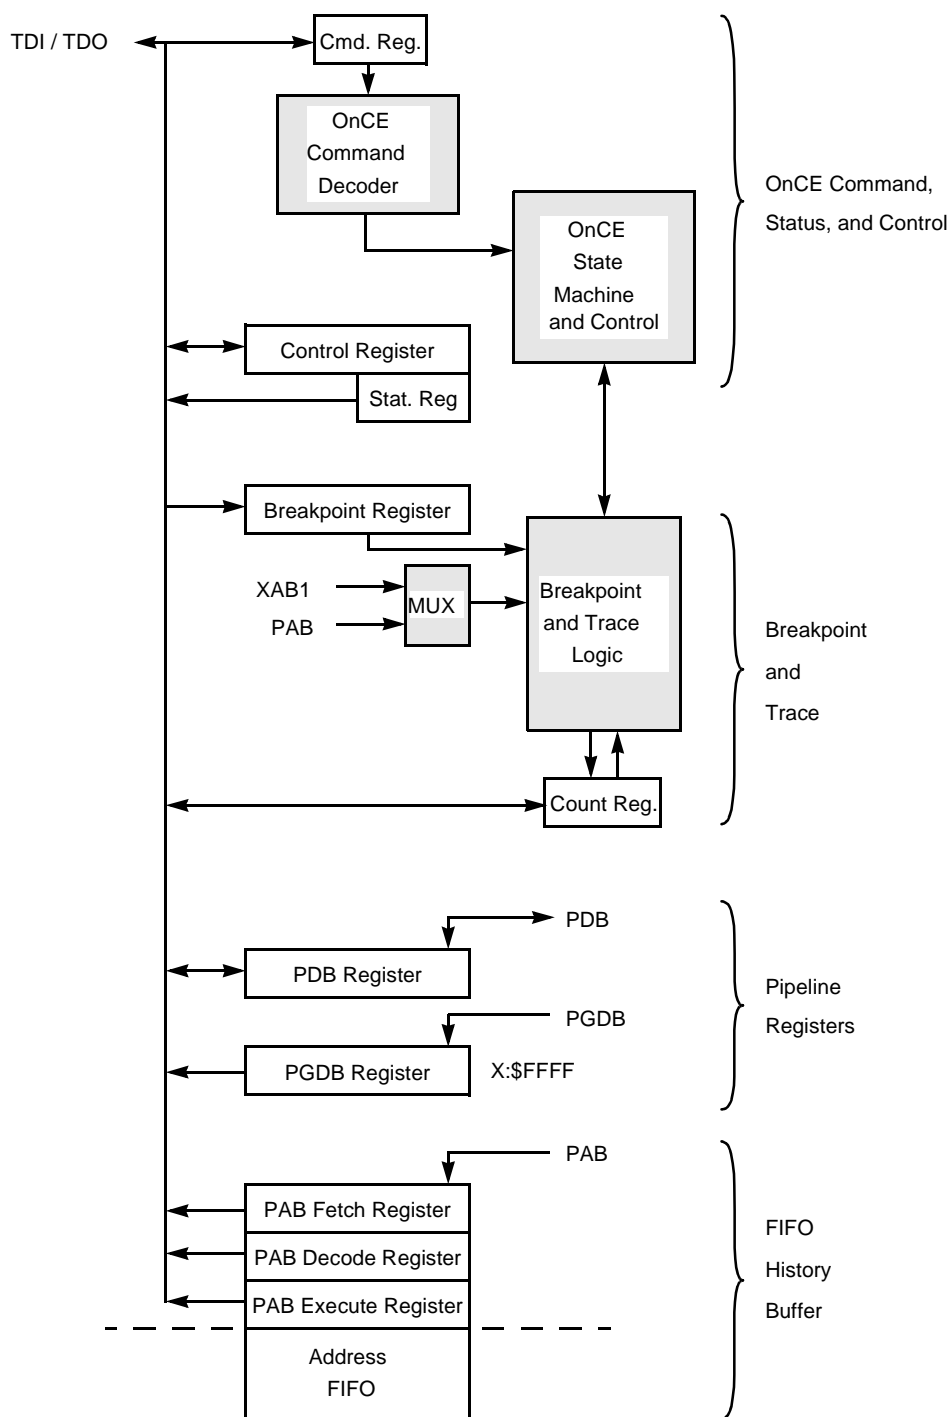 TDI / TDO
Cmd. Reg.
OnCE
Command
Decoder
OnCE
State
Machine
and Control
OnCE Command,
Status, and Control
Control Register
Stat. Reg
Breakpoint Register
XAB1
PAB
MUX
Breakpoint
and Trace
Logic
Breakpoint
and
Trace
Count Reg.
PDB
PDB Register
PGDB
PGDB Register
X:$FFFF
Pipeline
Registers
PAB
PAB Fetch Register
PAB Decode Register
PAB Execute Register
Address
FIFO
FIFO
History
Buffer